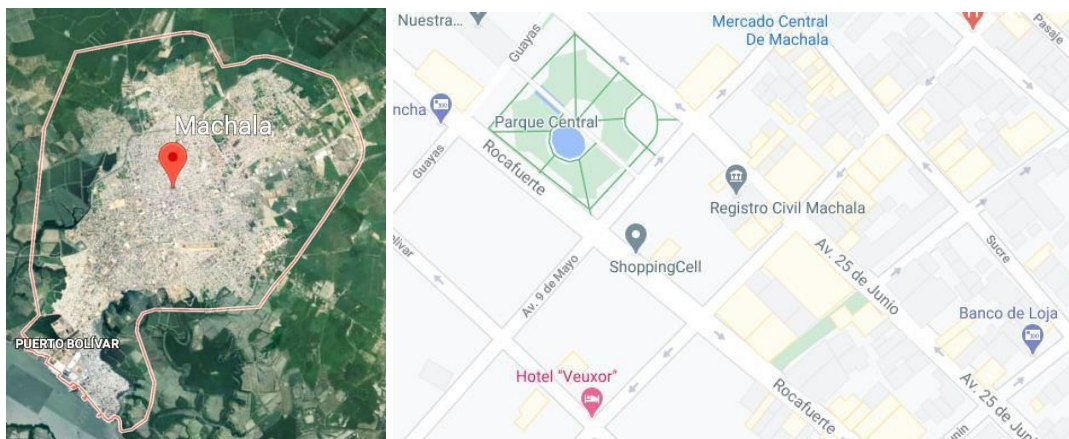 Machala
PUERTO BOLÍVAR
Nuestra...
Guayas
Mercado Central
De Machala
Pasaje
ncha
Parque Central
Guayas
Rocafuerte
Registro Civil Machala
Bolívar
ShoppingCell
Av. 25 de Junio
Sucre
Av. 9 de Mayo
Banco de Loja
Hotel "Veuxor"
Rocafuerte
Av. 25 de Junio